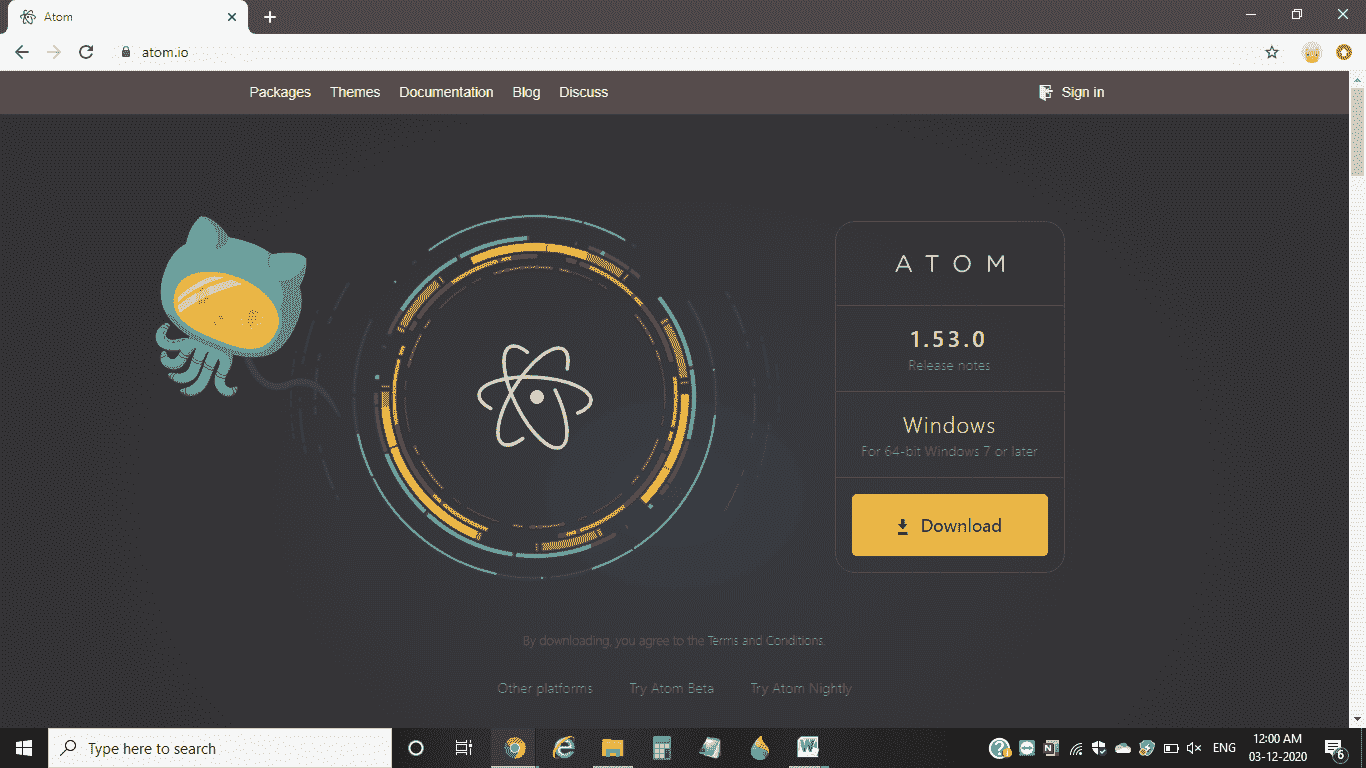 Atom
atom.io
Packages Themes Documentation Blog Discuss Sign in
ATOM
1.53.0
Release notes
Windows
For 64-bit Windows 7 or later
Download
By downloading, you agree to the Terms and Conditions.
Other platforms Try Atom Beta Try Atom Nightly
Type here to search
ENG
12:00 AM
03-12-2020
6